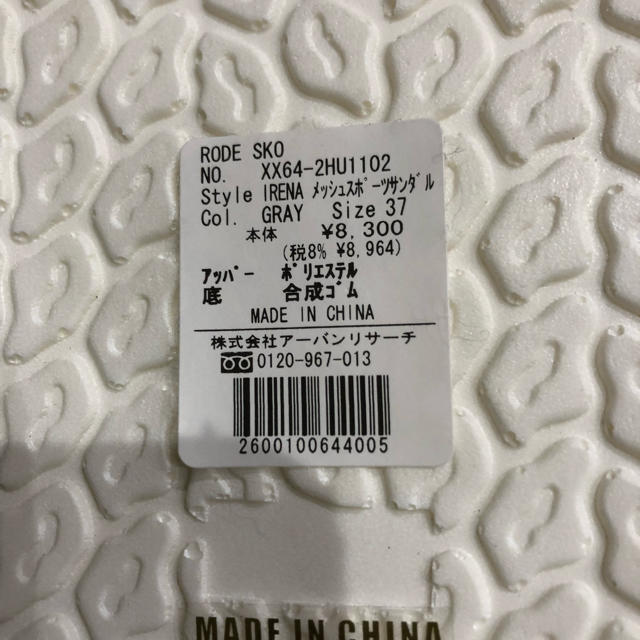 RODE SKO
NO. XX64-2HU1102
Style IRENA メッシュスポーツサンダル
Col. GRAY Size 37
本体 ¥8,300
(税8% ¥8,964)
アッパー ポリエステル
底 合成ゴム
MADE IN CHINA
株式会社アーバンリサーチ
0120-967-013
2600100644005
MADE IN CHINA